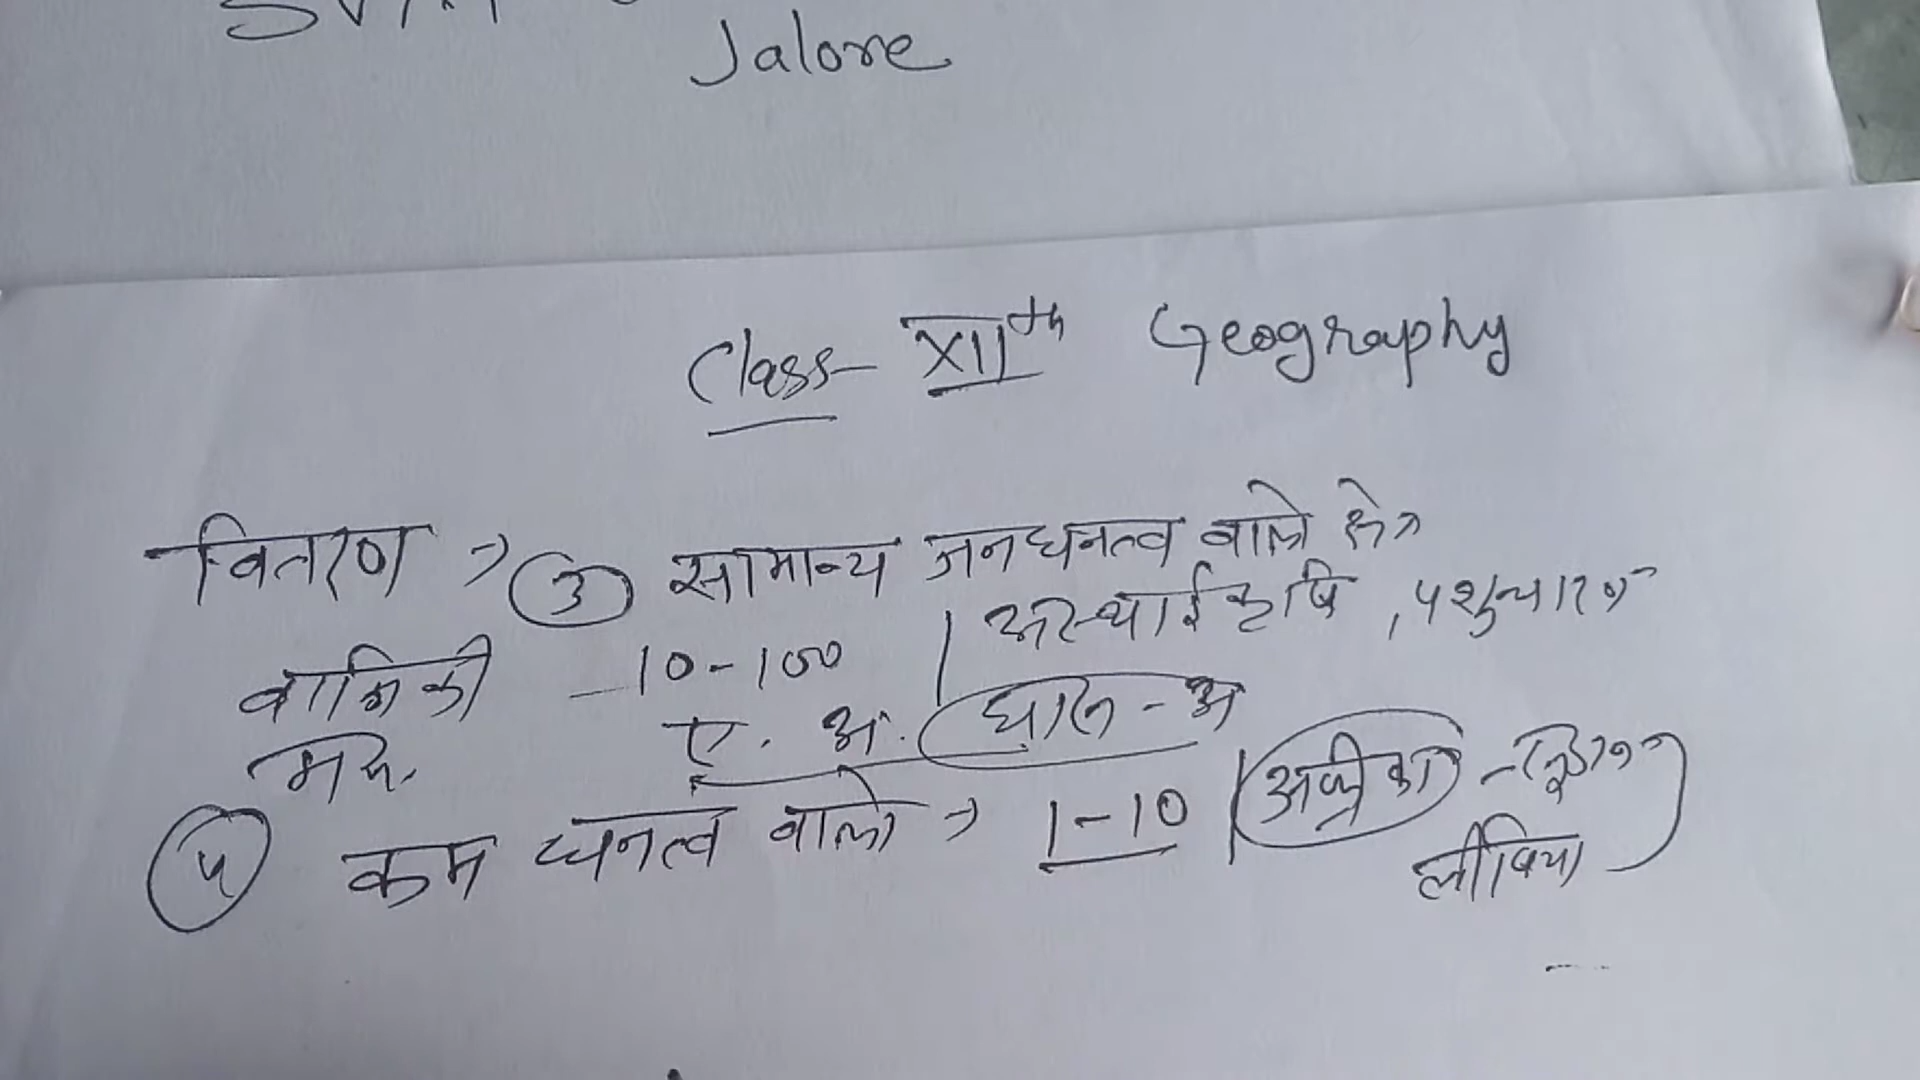 Jalore
Class- XIIth Geography
वितरण → ③ सामान्य जनघनत्व वाले क्षेत्र
10-100 | अस्थाई कृषि, पशुचारण
ए. अ.
④ कम घनत्व वाले → 1-10 | अफ्रीका - सूडान
लीबिया